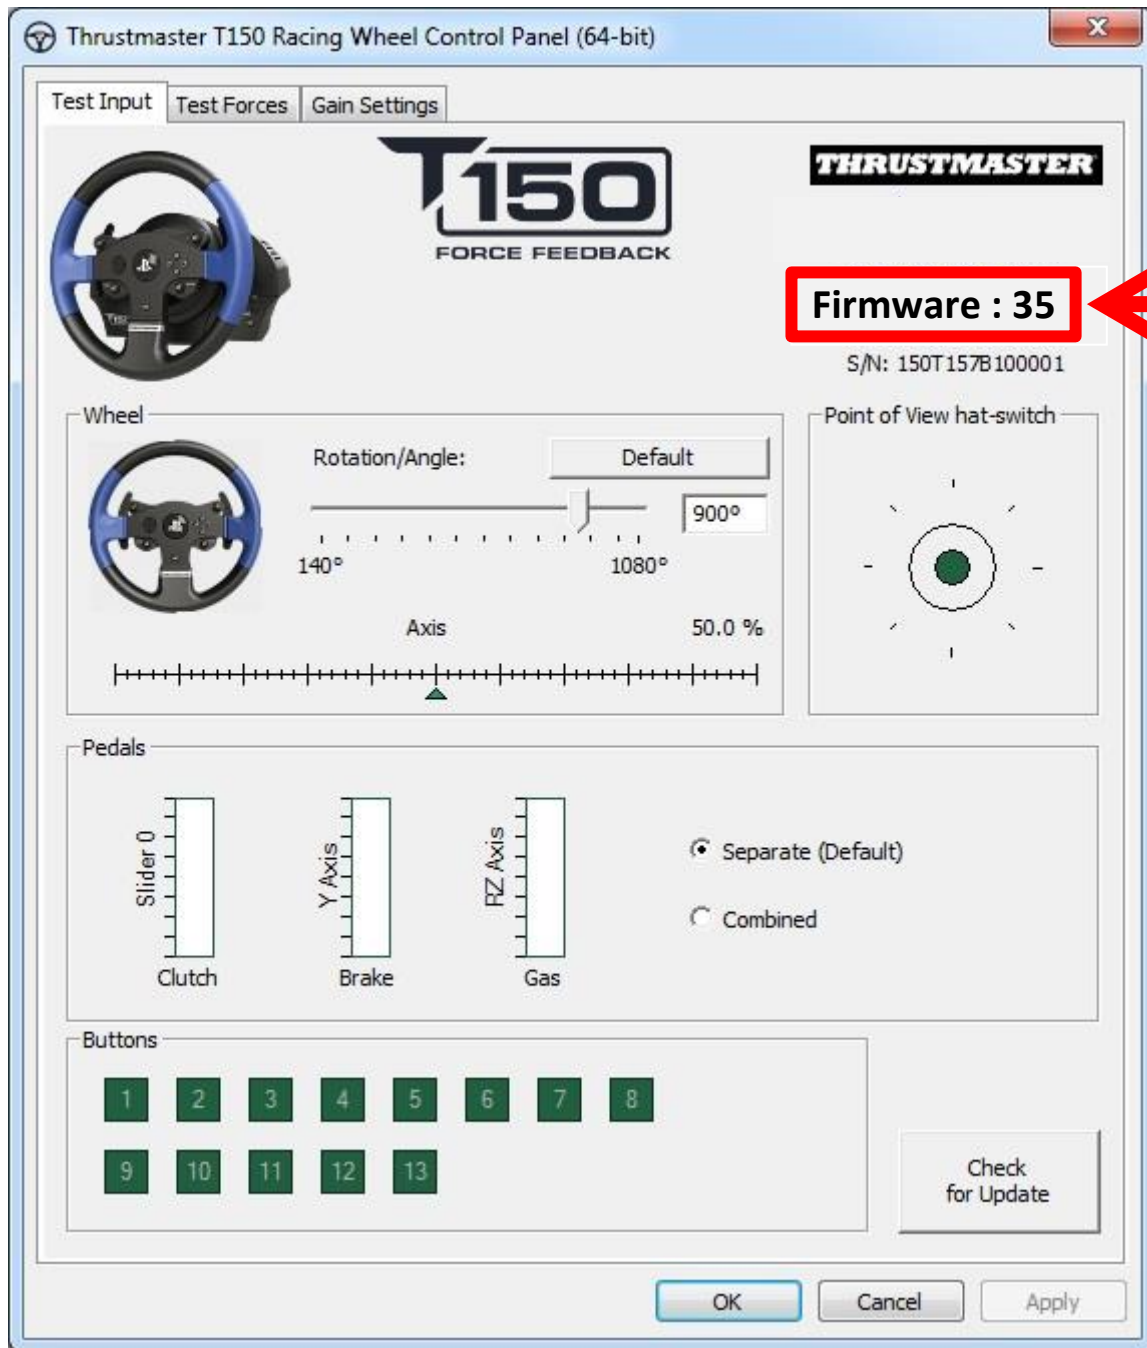 Thrustmaster T150 Racing Wheel Control Panel (64-bit)
Test Input Test Forces Gain Settings
T150
FORCE FEEDBACK
THRUSTMASTER
Firmware : 35
S/N: 150T157B100001
Wheel
Rotation/Angle:
Default
900°
140°
1080°
Axis
50.0 %
Point of View hat-switch
Pedals
Slider 0
Clutch
Y Axis
Brake
RZ Axis
Gas
Separate (Default)
Combined
Buttons
1 2 3 4 5 6 7 8
9 10 11 12 13
Check
for Update
OK Cancel Apply